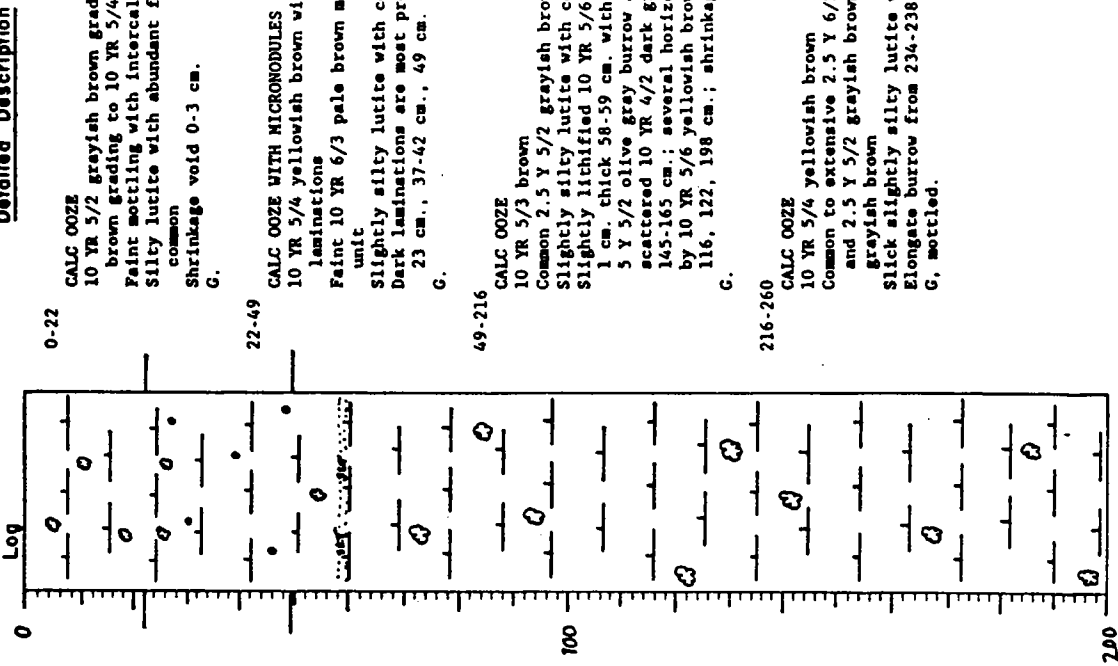 Detailed Description
Log
0
100
200
0-22
CALC OOZE
10 YR 5/2 grayish brown grad
brown grading to 10 YR 5/4
Faint mottling with intercal
Silty lutite with abundant f
common
Shrinkage void 0-3 cm.
G.
22-49
CALC OOZE WITH MICRONODULES
10 YR 5/4 yellowish brown wi
laminations
Faint 10 YR 6/3 pale brown m
unit
Slightly silty lutite with c
Dark laminations are most pr
23 cm., 37-42 cm., 49 cm.
G.
49-216
CALC OOZE
10 YR 5/3 brown
Common 2.5 Y 5/2 grayish bro
Slightly silty lutite with c
Slightly lithified 10 YR 5/6
1 cm. thick 58-59 cm. with
5 Y 5/2 olive gray burrow
scattered 10 YR 4/2 dark g
145-165 cm.; several horizo
by 10 YR 5/6 yellowish brow
116, 122, 198 cm.; shrinka
G.
216-260
CALC OOZE
10 YR 5/4 yellowish brown
Common to extensive 2.5 Y 6/
and 2.5 Y 5/2 grayish brow
grayish brown
Slick slightly silty lutite
Elongate burrow from 234-238
G, mottled.